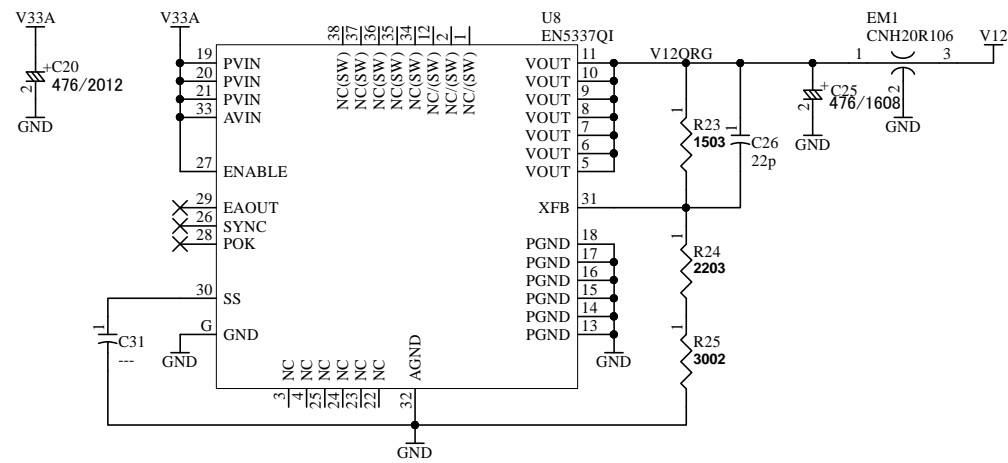 V33A
C20
+
476/2012
2
GND
V33A
U8
EN5337QI
38
37
36
35
34
12
2
1
NC(SW)
NC(SW)
NC(SW)
NC(SW)
NC(SW)
NC/(SW)
NC/(SW)
NC/(SW)
19 PVIN
20 PVIN
21 PVIN
33 AVIN
27 ENABLE
29 EAOUT
26 SYNC
28 POK
30 SS
G GND
GND
1
C31
---
VOUT 11
VOUT 10
VOUT 9
VOUT 8
VOUT 7
VOUT 6
VOUT 5
XFB 31
PGND 18
PGND 17
PGND 16
PGND 15
PGND 14
PGND 13
GND
NC
NC
NC
NC
NC
NC
AGND
3
4
25
24
23
22
32
GND
V12ORG
1
R23
1503
1
C26
22p
1
R24
2203
1
R25
3002
+
C25
476/1608
2
GND
EM1
CNH20R106
1
3
2
GND
V12